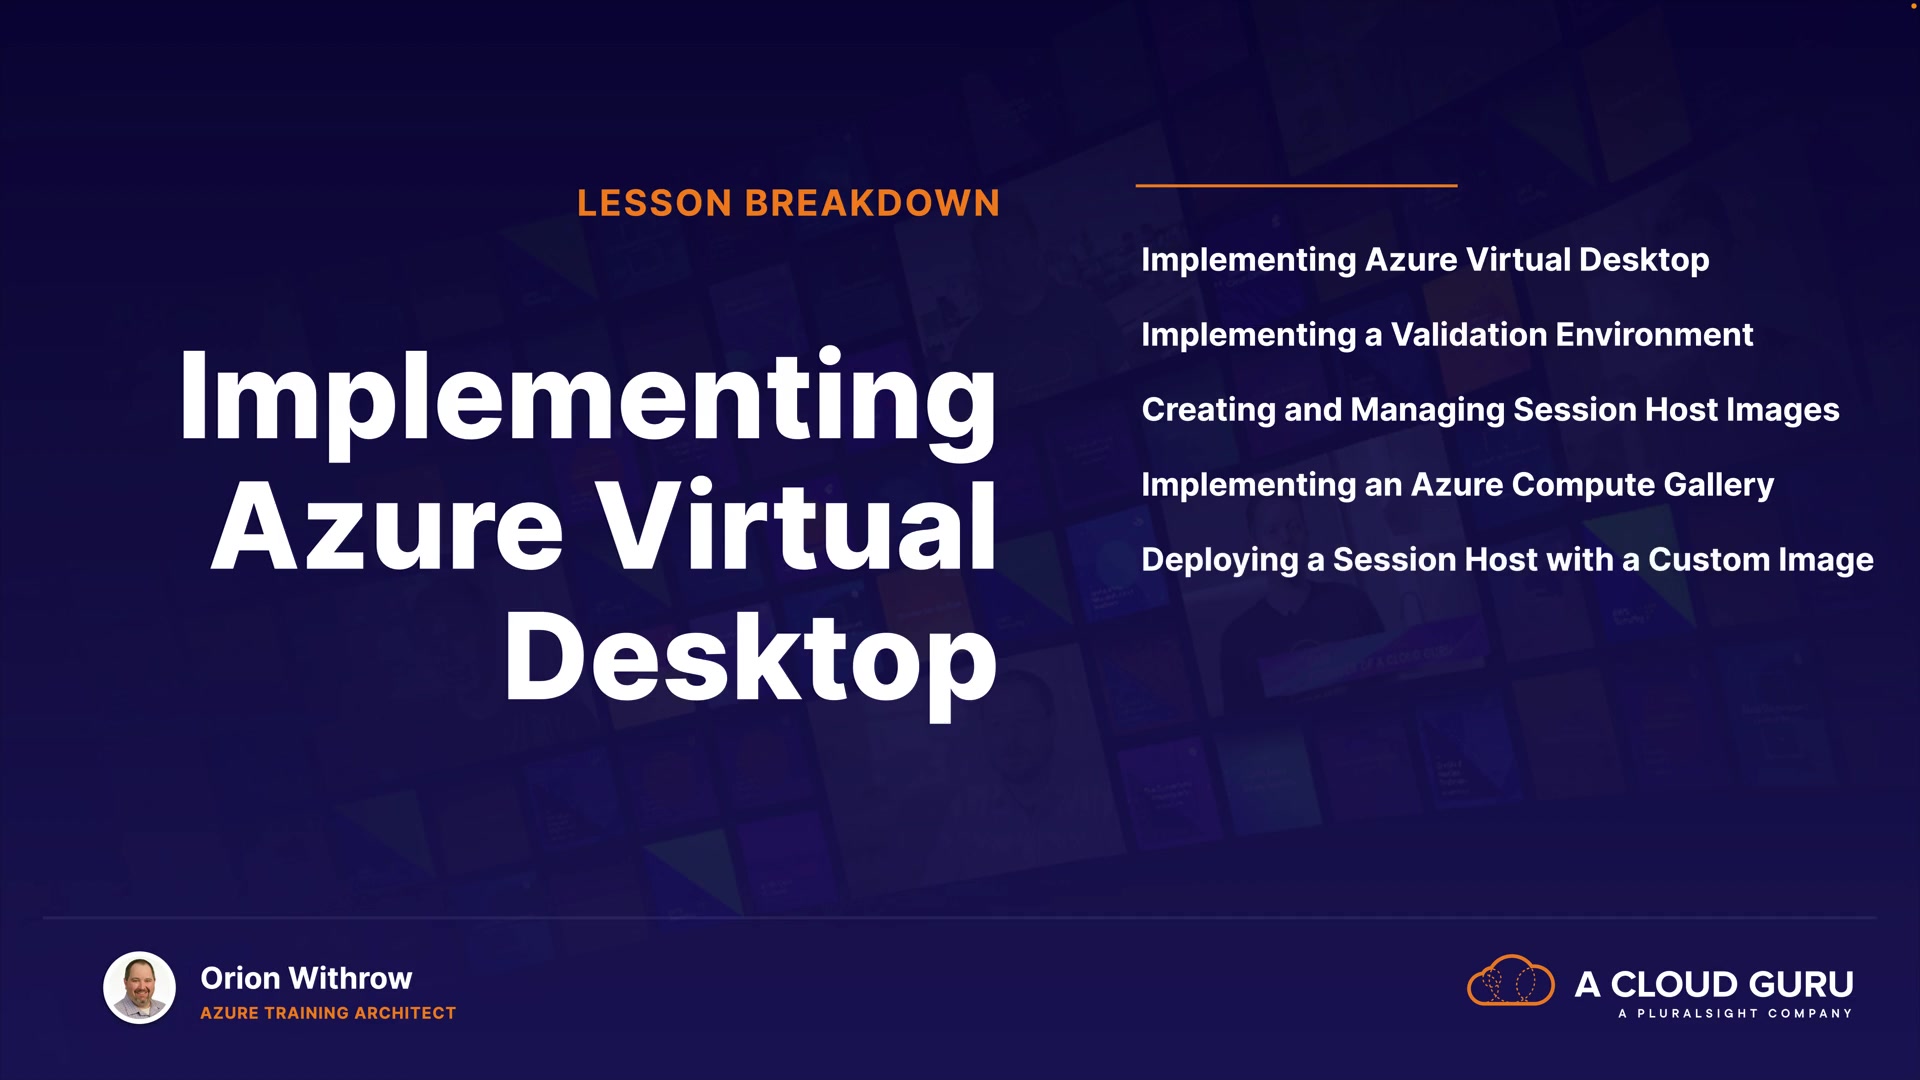 LESSON BREAKDOWN
Implementing
Azure Virtual
Desktop
Implementing Azure Virtual Desktop
Implementing a Validation Environment
Creating and Managing Session Host Images
Implementing an Azure Compute Gallery
Deploying a Session Host with a Custom Image
Orion Withrow
AZURE TRAINING ARCHITECT
A CLOUD GURU
A PLURALSIGHT COMPANY